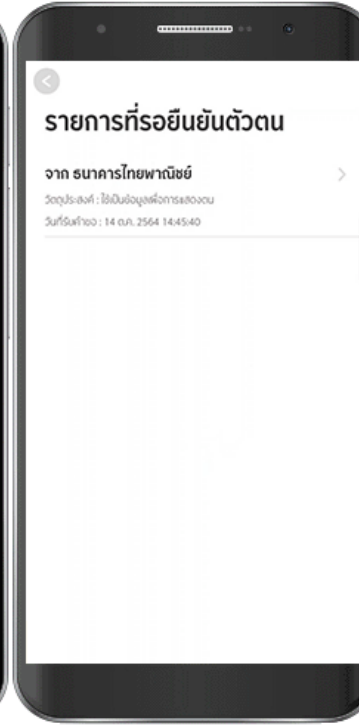 รายการที่รอยืนยันตัวตน
จาก ธนาคารไทยพาณิชย์
วัตถุประสงค์ : ใช้เป็นข้อมูลเพื่อการแสดงตน
วันที่รับคำขอ : 14 ต.ค. 2564 14:45:40